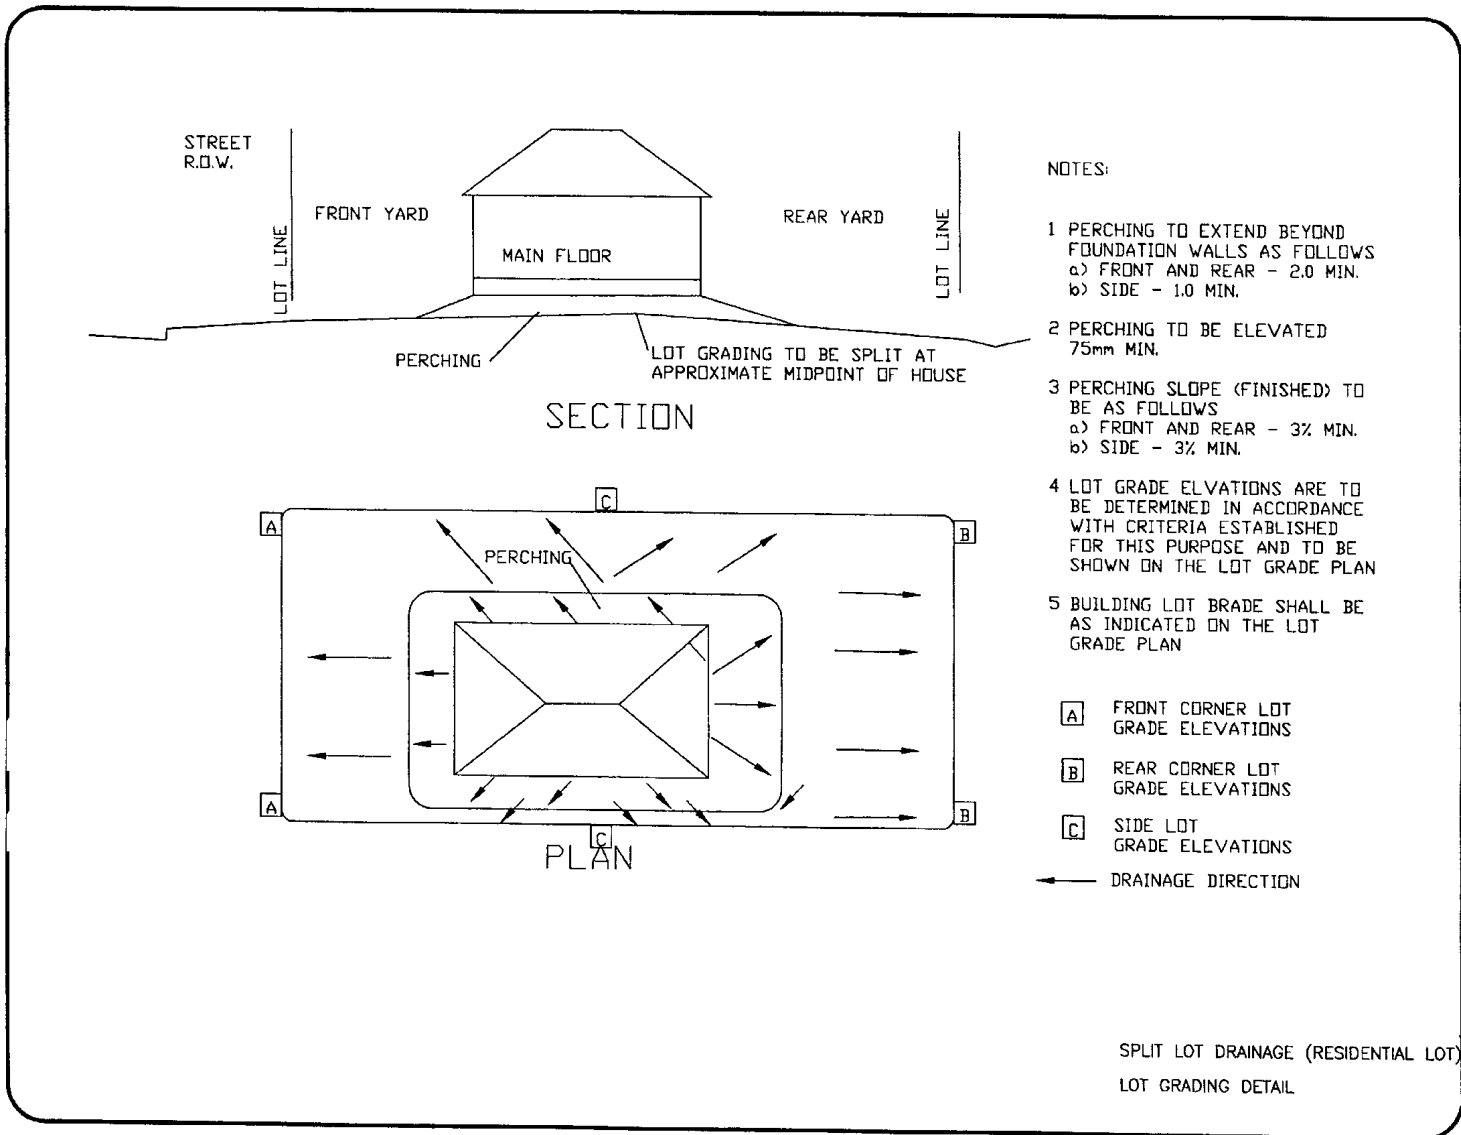 STREET
R.O.W.
LOT LINE
FRONT YARD
MAIN FLOOR
REAR YARD
LOT LINE
PERCHING
LOT GRADING TO BE SPLIT AT
APPROXIMATE MIDPOINT OF HOUSE
SECTION
A
C
B
PERCHING
A
C
B
PLAN
NOTES:
1 PERCHING TO EXTEND BEYOND
FOUNDATION WALLS AS FOLLOWS
a) FRONT AND REAR - 2.0 MIN.
b) SIDE - 1.0 MIN.
2 PERCHING TO BE ELEVATED
75mm MIN.
3 PERCHING SLOPE (FINISHED) TO
BE AS FOLLOWS
a) FRONT AND REAR - 3% MIN.
b) SIDE - 3% MIN.
4 LOT GRADE ELVATIONS ARE TO
BE DETERMINED IN ACCORDANCE
WITH CRITERIA ESTABLISHED
FOR THIS PURPOSE AND TO BE
SHOWN ON THE LOT GRADE PLAN
5 BUILDING LOT BRADE SHALL BE
AS INDICATED ON THE LOT
GRADE PLAN
A FRONT CORNER LOT
GRADE ELEVATIONS
B REAR CORNER LOT
GRADE ELEVATIONS
C SIDE LOT
GRADE ELEVATIONS
DRAINAGE DIRECTION
SPLIT LOT DRAINAGE (RESIDENTIAL LOT)
LOT GRADING DETAIL